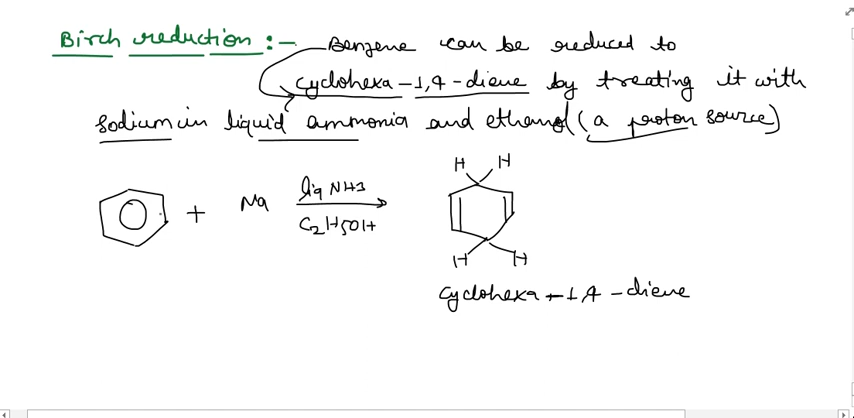 Birch reduction :- Benzene can be reduced to
cyclohexa-1,4-diene by treating it with
sodium in liquid ammonia and ethanol (a proton source)
H H
+ Na liq NH3
C2H5OH
H H
cyclohexa-1,4-diene